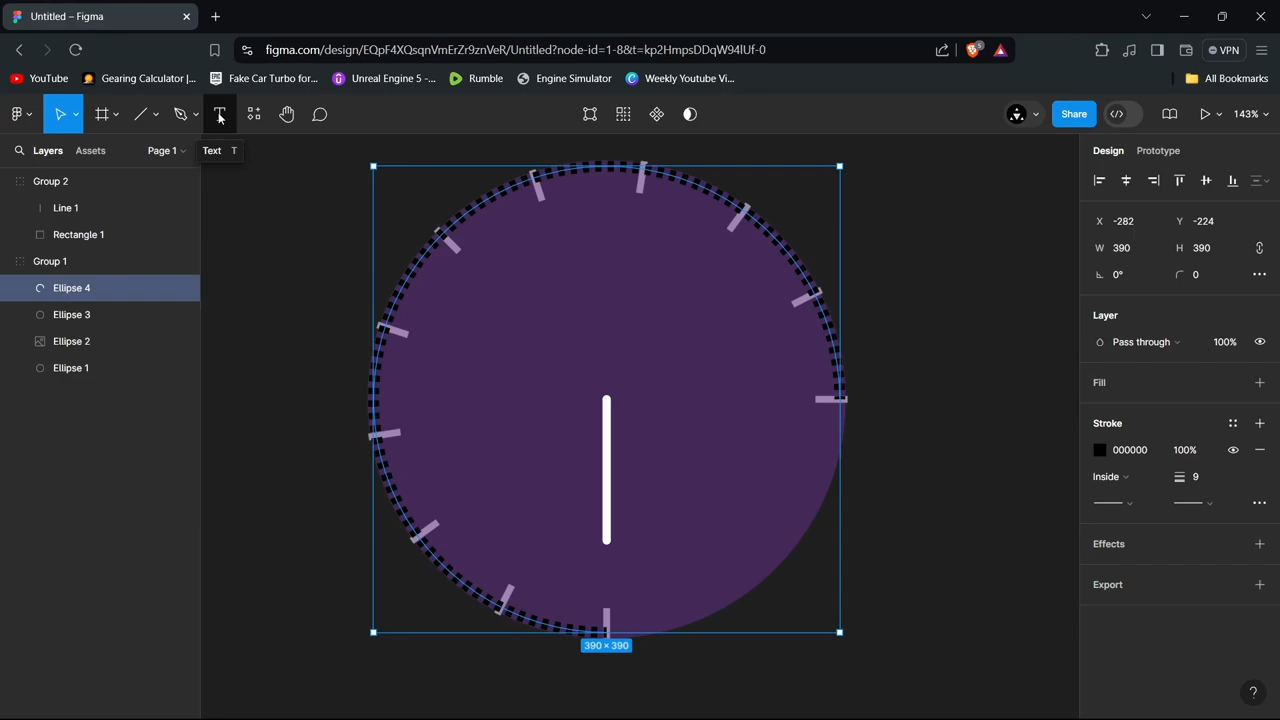 Untitled – Figma
figma.com/design/EQpF4XQsqnVmErZr9znVeR/Untitled?node-id=1-8&t=kp2HmpsDDqW94lUf-0
5
VPN
YouTube
Gearing Calculator |...
Fake Car Turbo for...
Unreal Engine 5 -...
Rumble
Engine Simulator
Weekly Youtube Vi...
All Bookmarks
Share
143%
Layers
Assets
Page 1
Text T
Design
Prototype
Group 2
Line 1
Rectangle 1
Group 1
Ellipse 4
Ellipse 3
Ellipse 2
Ellipse 1
390 × 390
X -282
Y -224
W 390
H 390
0°
0
Layer
Pass through
100%
Fill
Stroke
000000
100%
Inside
9
Effects
Export
?